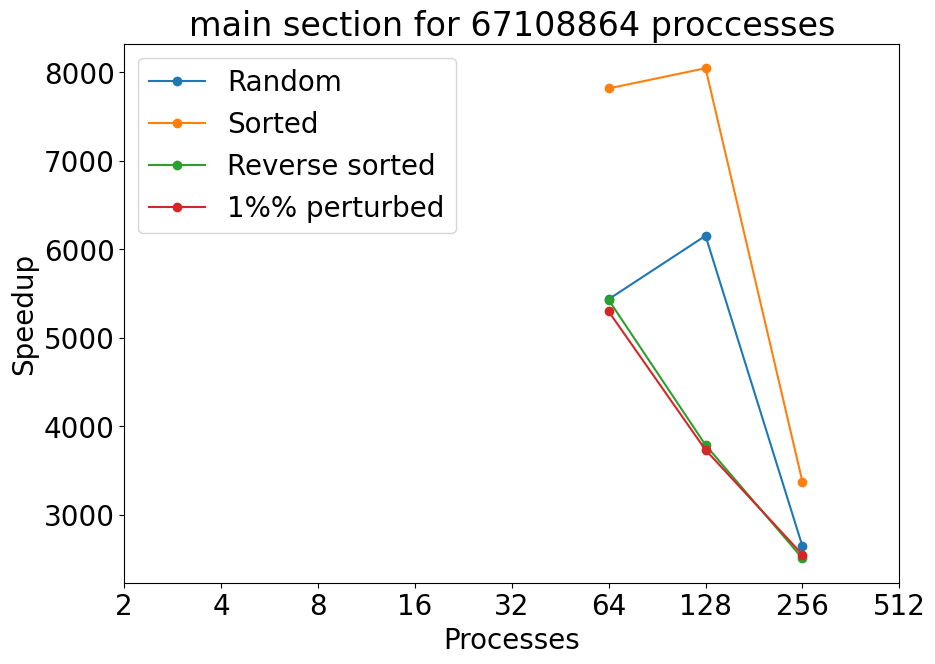 main section for 67108864 proccesses
Random
Sorted
Reverse sorted
1%% perturbed
8000
7000
6000
5000
4000
3000
Speedup
2 4 8 16 32 64 128 256 512
Processes